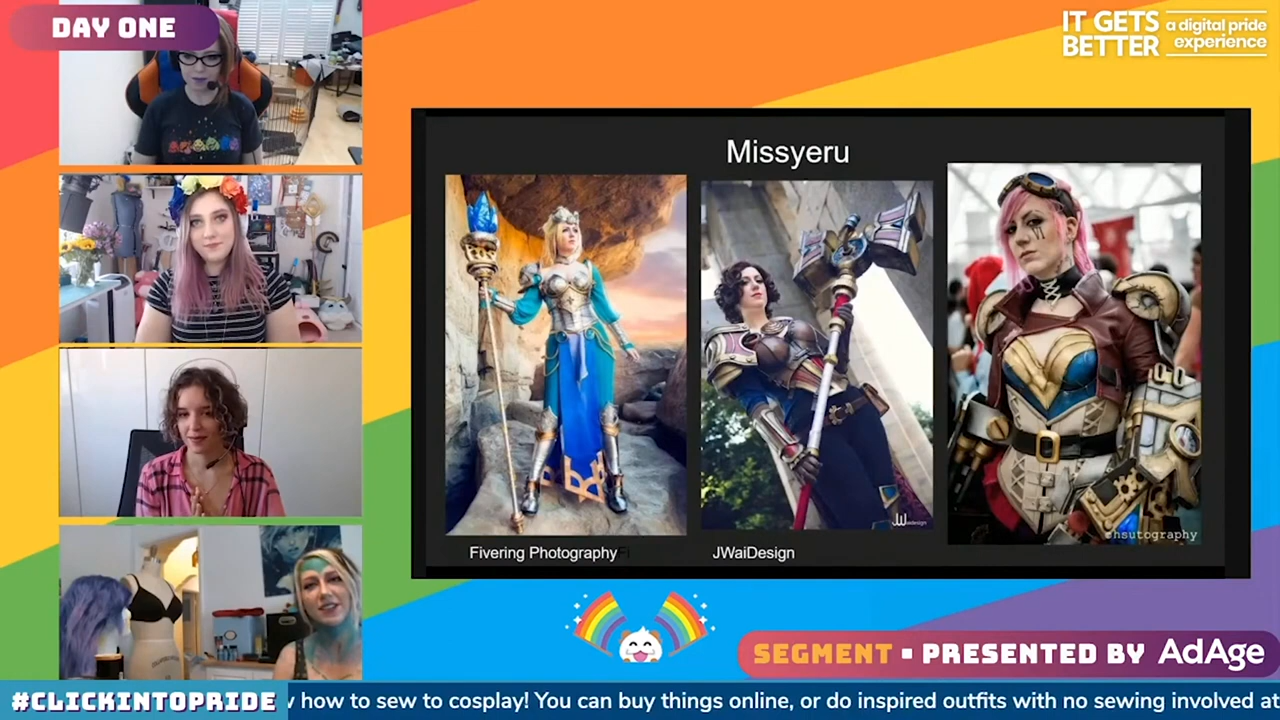 DAY ONE
IT GETS
BETTER
a digital pride
experience
Missyeru
JWaidesign
@hsutography
Fivering Photography
JWaiDesign
SEGMENT ▪ PRESENTED BY AdAge
#CLICKINTOPRIDE
how to sew to cosplay! You can buy things online, or do inspired outfits with no sewing involved at